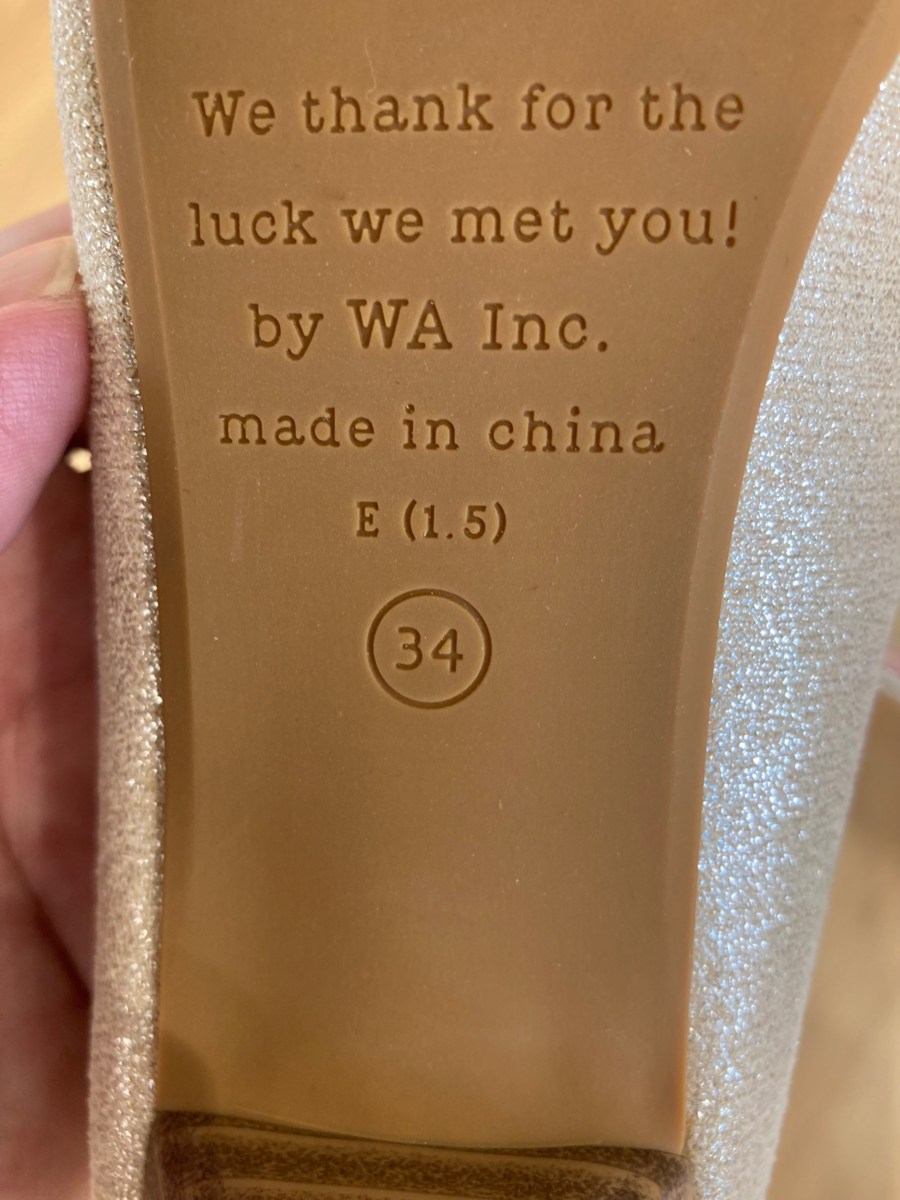 We thank for the
luck we met you!
by WA Inc.
made in china
E (1.5)
34